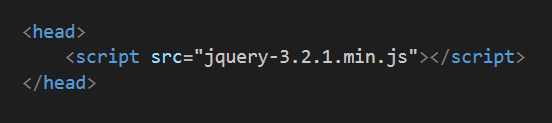 <head>
    <script src="jquery-3.2.1.min.js"></script>
</head>